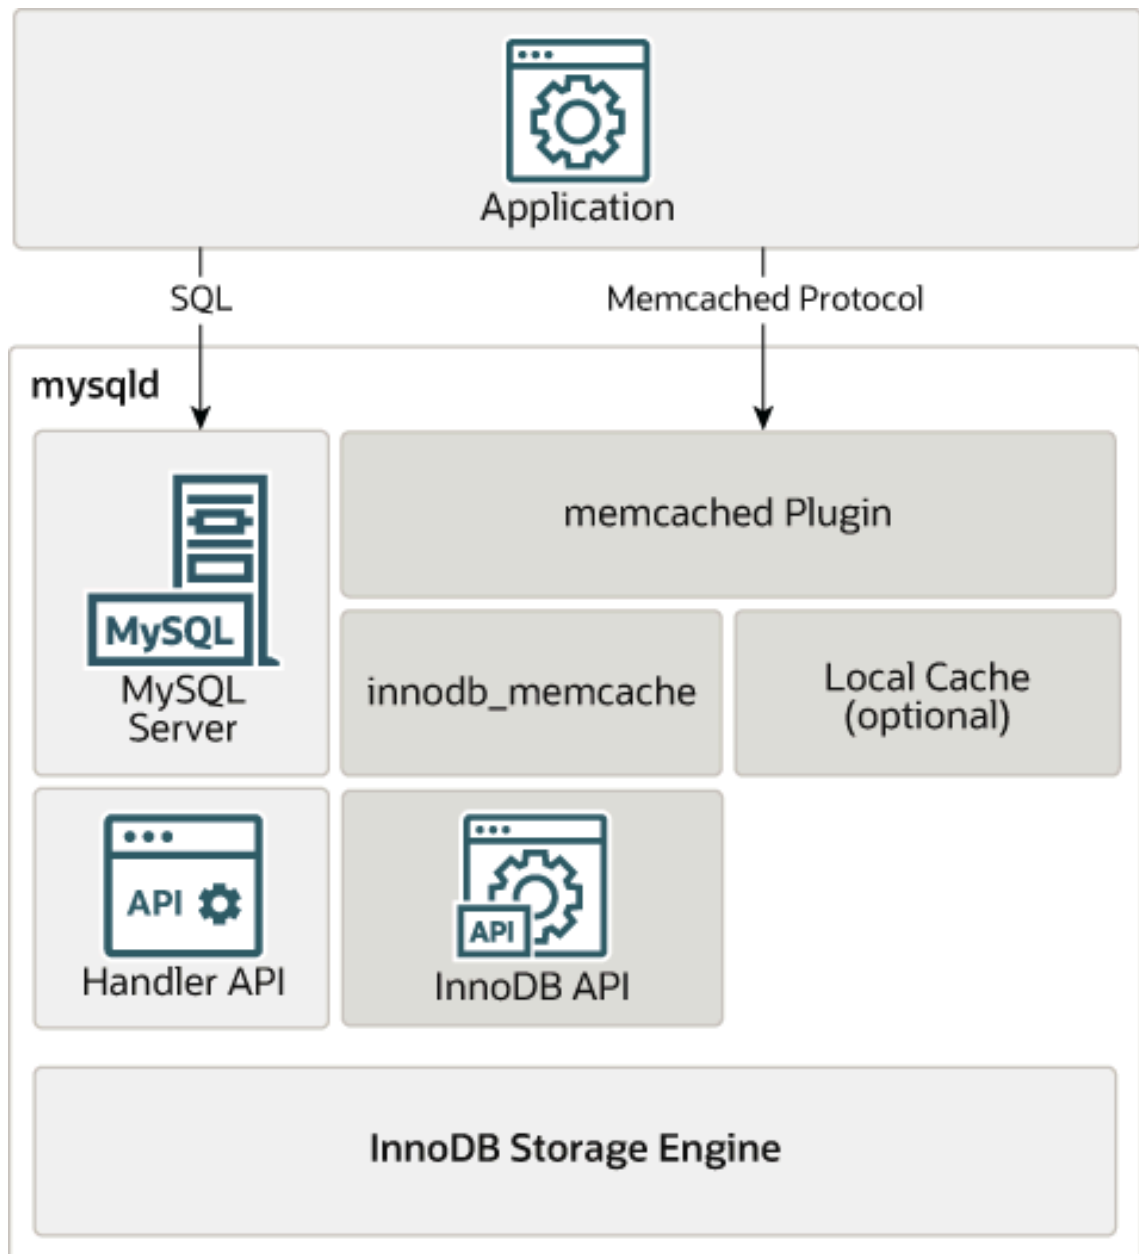 Application
SQL
Memcached Protocol
mysqld
MySQL
MySQL
Server
memcached Plugin
innodb_memcache
Local Cache
(optional)
API
Handler API
API
InnoDB API
InnoDB Storage Engine